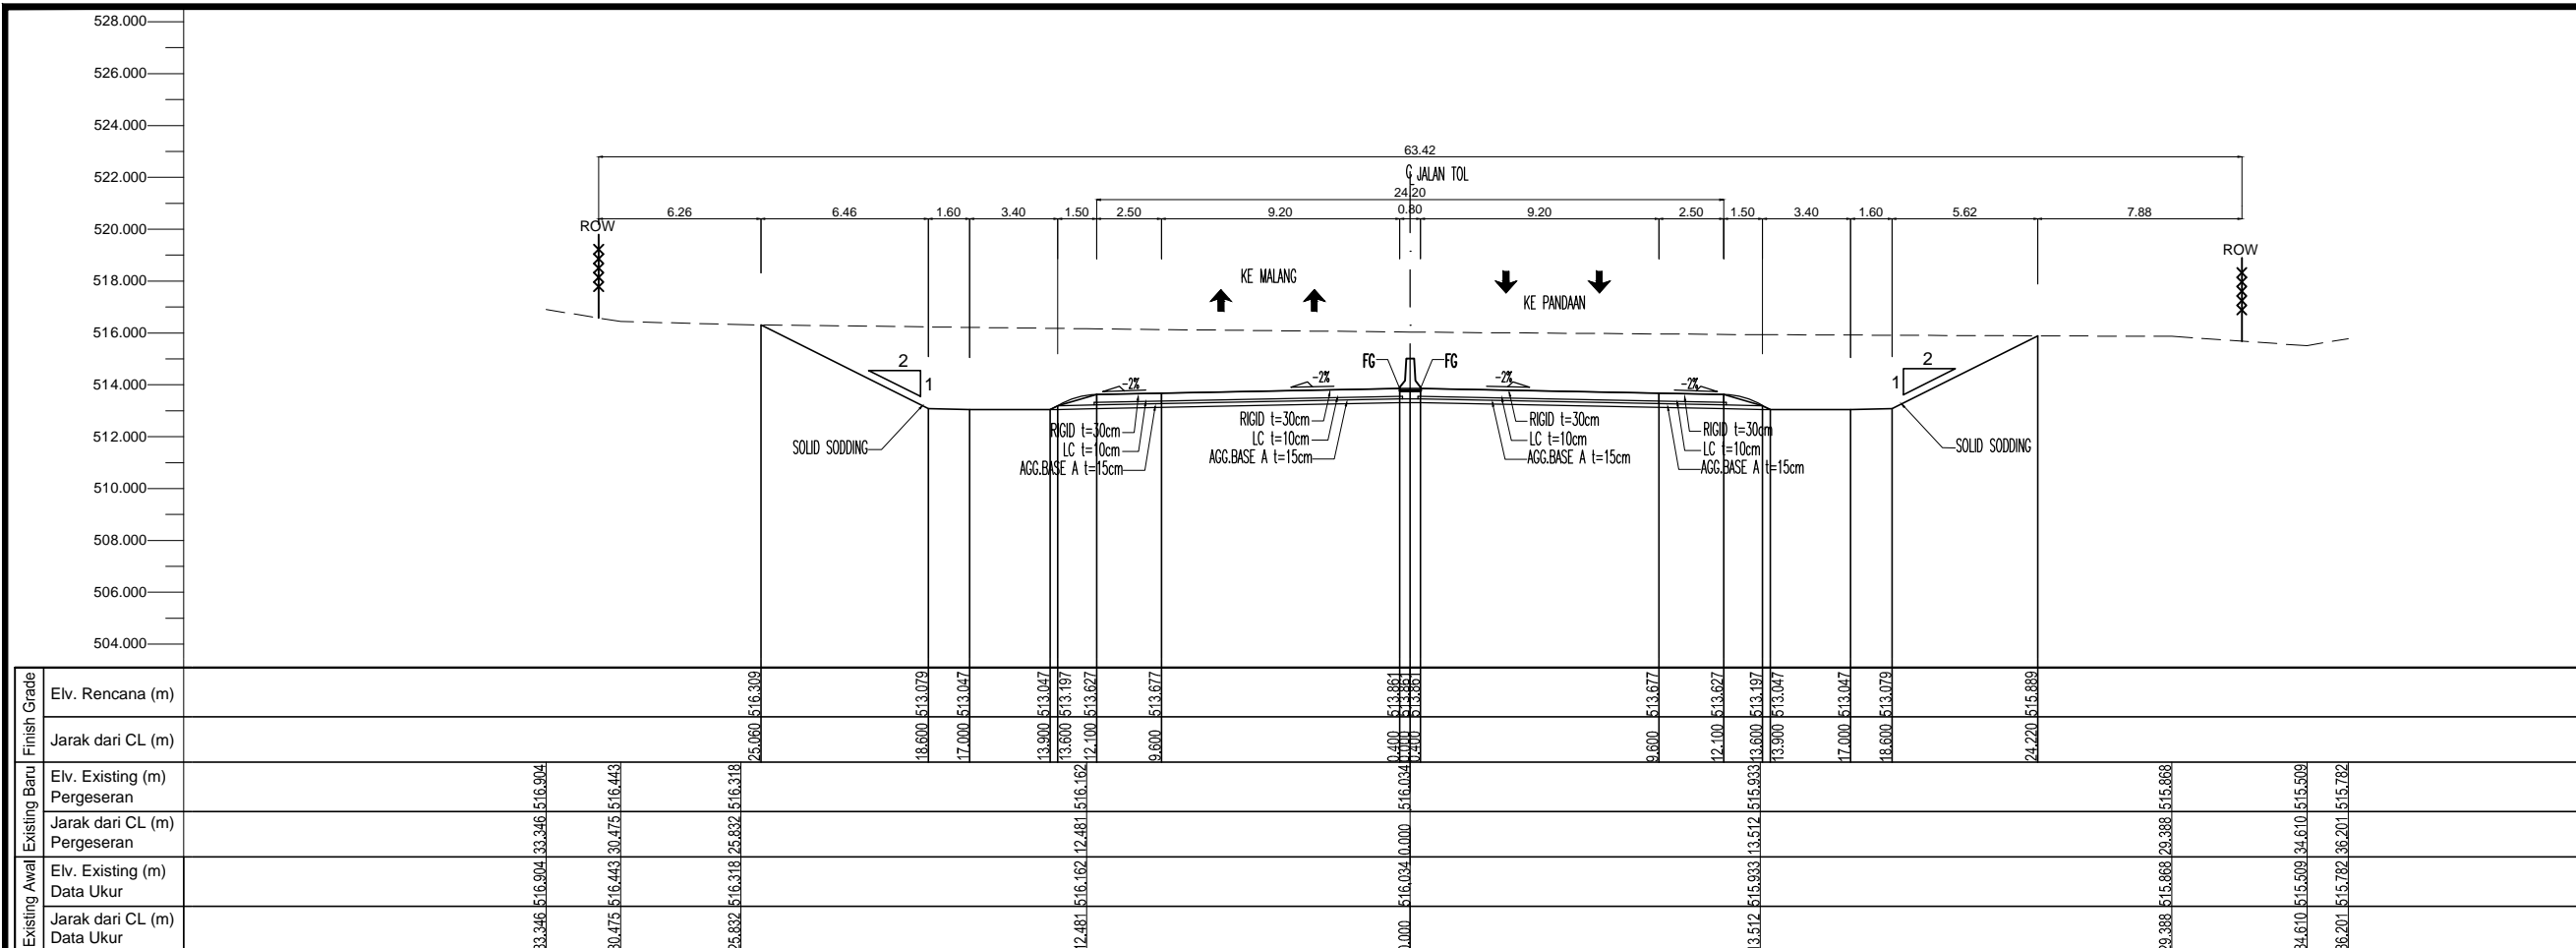 528.000
526.000
524.000
522.000
520.000
518.000
516.000
514.000
512.000
510.000
508.000
506.000
504.000
63.42
CL JALAN TOL
24.20
6.26 6.46 1.60 3.40 1.50 2.50 9.20 0.80 9.20 2.50 1.50 3.40 1.60 5.62 7.88
ROW
ROW
KE MALANG
KE PANDAAN
2
1
2
1
FG
FG
-2%
-2%
-2%
-2%
SOLID SODDING
RIGID t=30cm
LC t=10cm
AGG.BASE A t=15cm
RIGID t=30cm
LC t=10cm
AGG.BASE A t=15cm
RIGID t=30cm
LC t=10cm
AGG.BASE A t=15cm
RIGID t=30cm
LC t=10cm
AGG.BASE A t=15cm
SOLID SODDING
Finish Grade
Elv. Rencana (m)
516.309 513.079 513.047 513.047 513.197 513.627 513.677 513.861 513.861 513.861 513.677 513.627 513.197 513.047 513.047 513.079 515.889
Jarak dari CL (m)
25.060 18.600 17.000 13.900 13.600 12.100 9.600 0.400 0.000 0.400 9.600 12.100 13.600 13.900 17.000 18.600 24.220
Existing Baru
Elv. Existing (m)
Pergeseran
516.904 516.443 516.318 516.162 516.034 515.933 515.868 515.509 515.782
Jarak dari CL (m)
Pergeseran
33.346 30.475 25.832 12.481 0.000 13.512 29.388 34.610 36.201
Existing Awal
Elv. Existing (m)
Data Ukur
516.904 516.443 516.318 516.162 516.034 515.933 515.868 515.509 515.782
Jarak dari CL (m)
Data Ukur
33.346 30.475 25.832 12.481 0.000 13.512 29.388 34.610 36.201